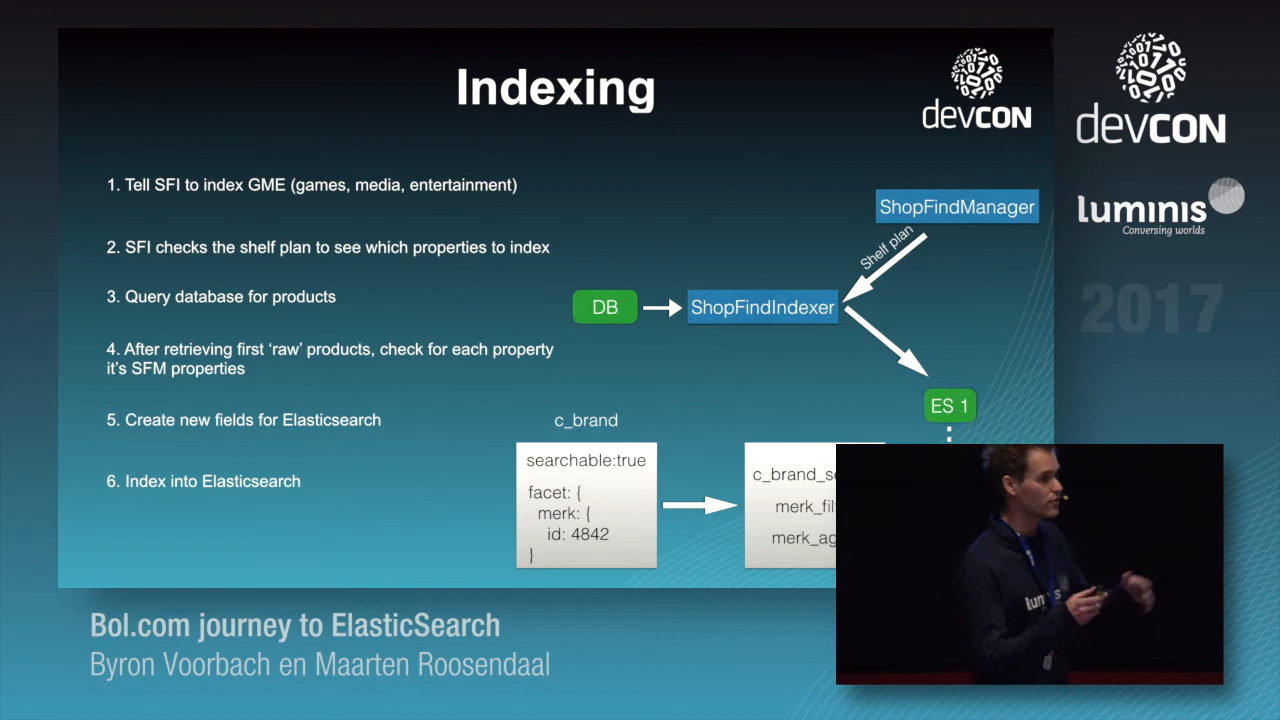 Indexing
devcon
devcon
1. Tell SFI to index GME (games, media, entertainment)
ShopFindManager
luminis
Conversing worlds
2. SFI checks the shelf plan to see which properties to index
Shelf plan
3. Query database for products
DB
ShopFindIndexer
2017
4. After retrieving first ‘raw’ products, check for each property
it's SFM properties
ES 1
5. Create new fields for Elasticsearch
c_brand
6. Index into Elasticsearch
searchable:true
facet: {
merk: {
id: 4842
}
c_brand_s
merk_fil
merk_ag
Bol.com journey to ElasticSearch
Byron Voorbach en Maarten Roosendaal